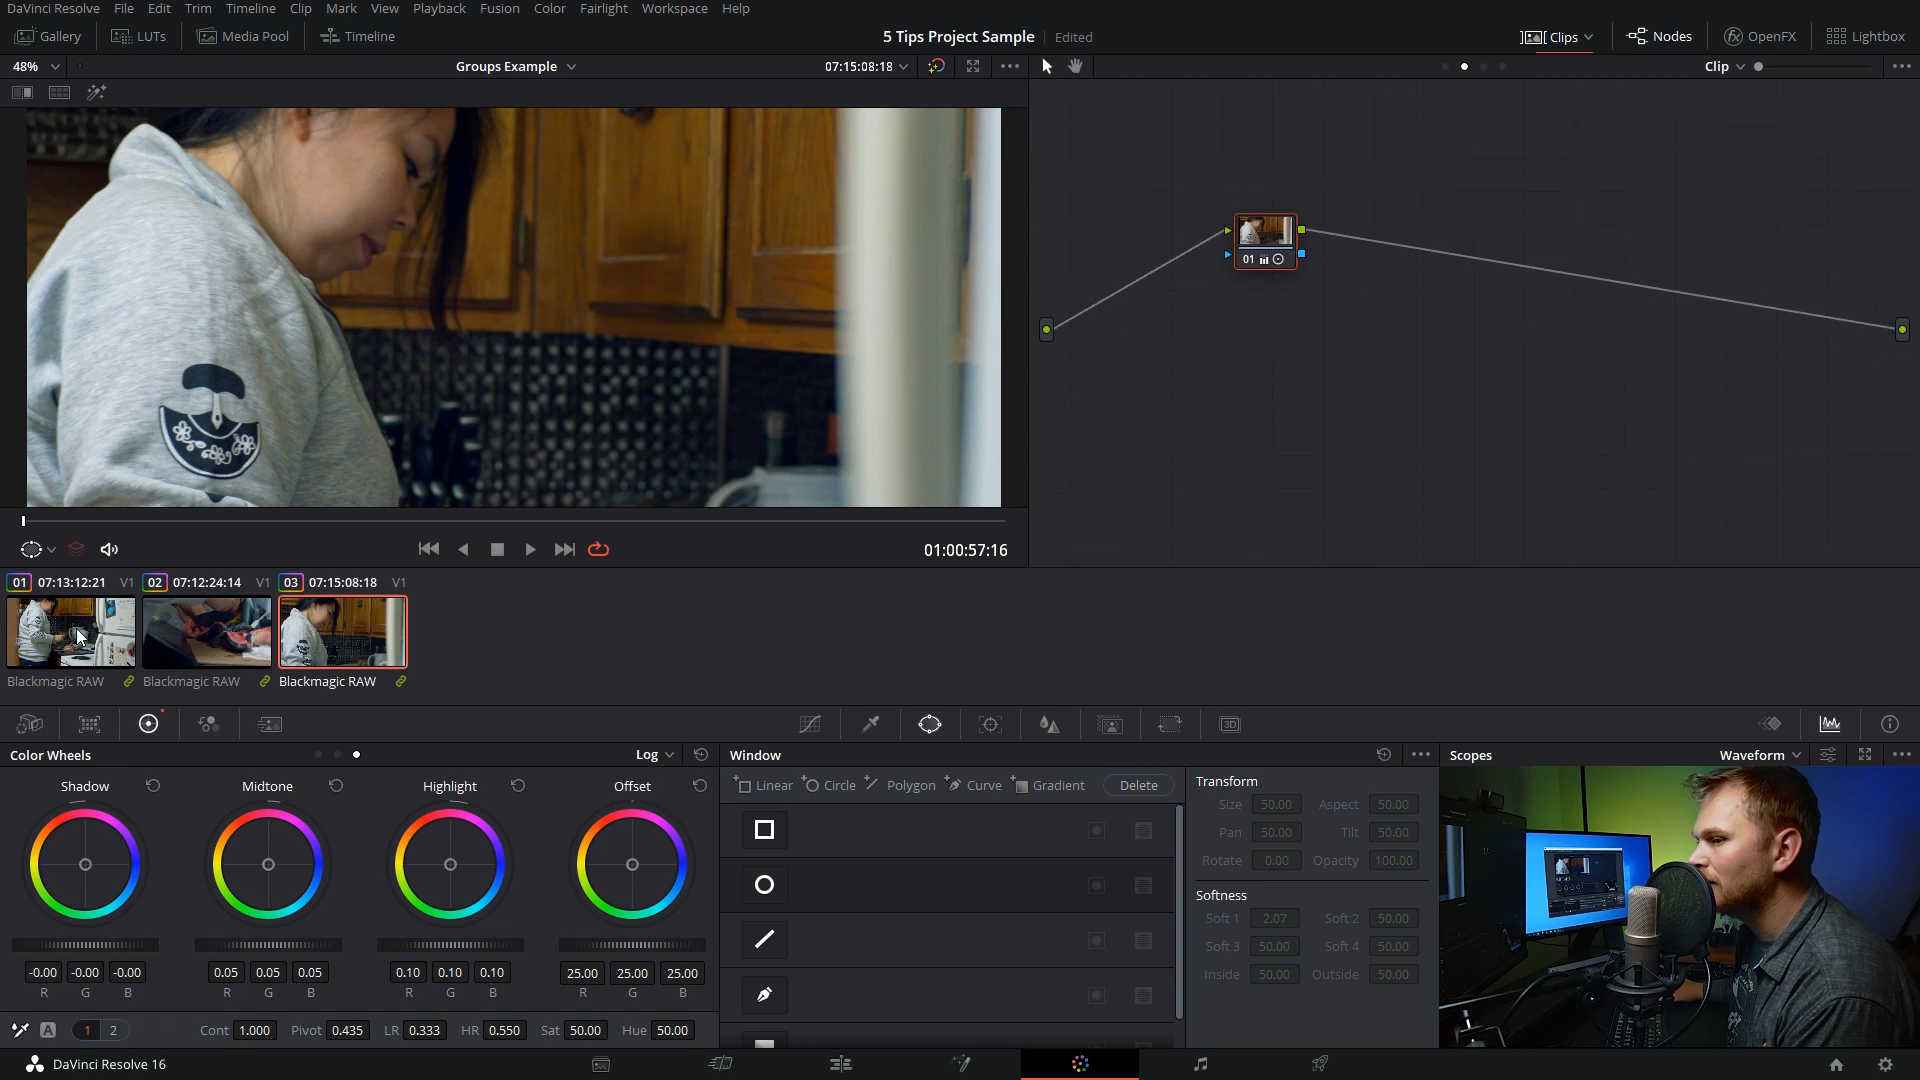 DaVinci Resolve File Edit Trim Timeline Clip Mark View Playback Fusion Color Fairlight Workspace Help
Gallery LUTs Media Pool Timeline 5 Tips Project Sample Edited Clips Nodes OpenFX Lightbox
48% Groups Example 07:15:08:18 Clip
01
01:00:57:16
01 07:13:12:21 V1 02 07:12:24:14 V1 03 07:15:08:18 V1
Blackmagic RAW Blackmagic RAW Blackmagic RAW
3D
Color Wheels Log Window Scopes Waveform
Shadow Midtone Highlight Offset
Linear Circle Polygon Curve Gradient Delete
Transform
Size 50.00 Aspect 50.00
Pan 50.00 Tilt 50.00
Rotate 0.00 Opacity 100.00
Softness
Soft 1 2.07 Soft 2 50.00
Soft 3 50.00 Soft 4 50.00
Inside 50.00 Outside 50.00
-0.00 -0.00 -0.00 0.05 0.05 0.05 0.10 0.10 0.10 25.00 25.00 25.00
R G B R G B R G B R G B
A 1 2 Cont 1.000 Pivot 0.435 LR 0.333 HR 0.550 Sat 50.00 Hue 50.00
DaVinci Resolve 16